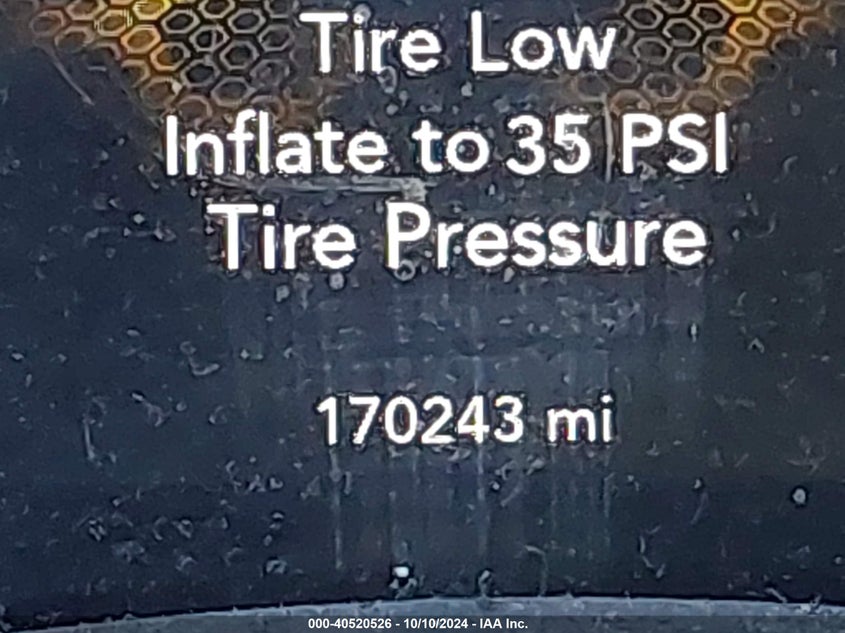 Tire Low
Inflate to 35 PSI
Tire Pressure
170243 mi
000-40520526 - 10/10/2024 - IAA Inc.